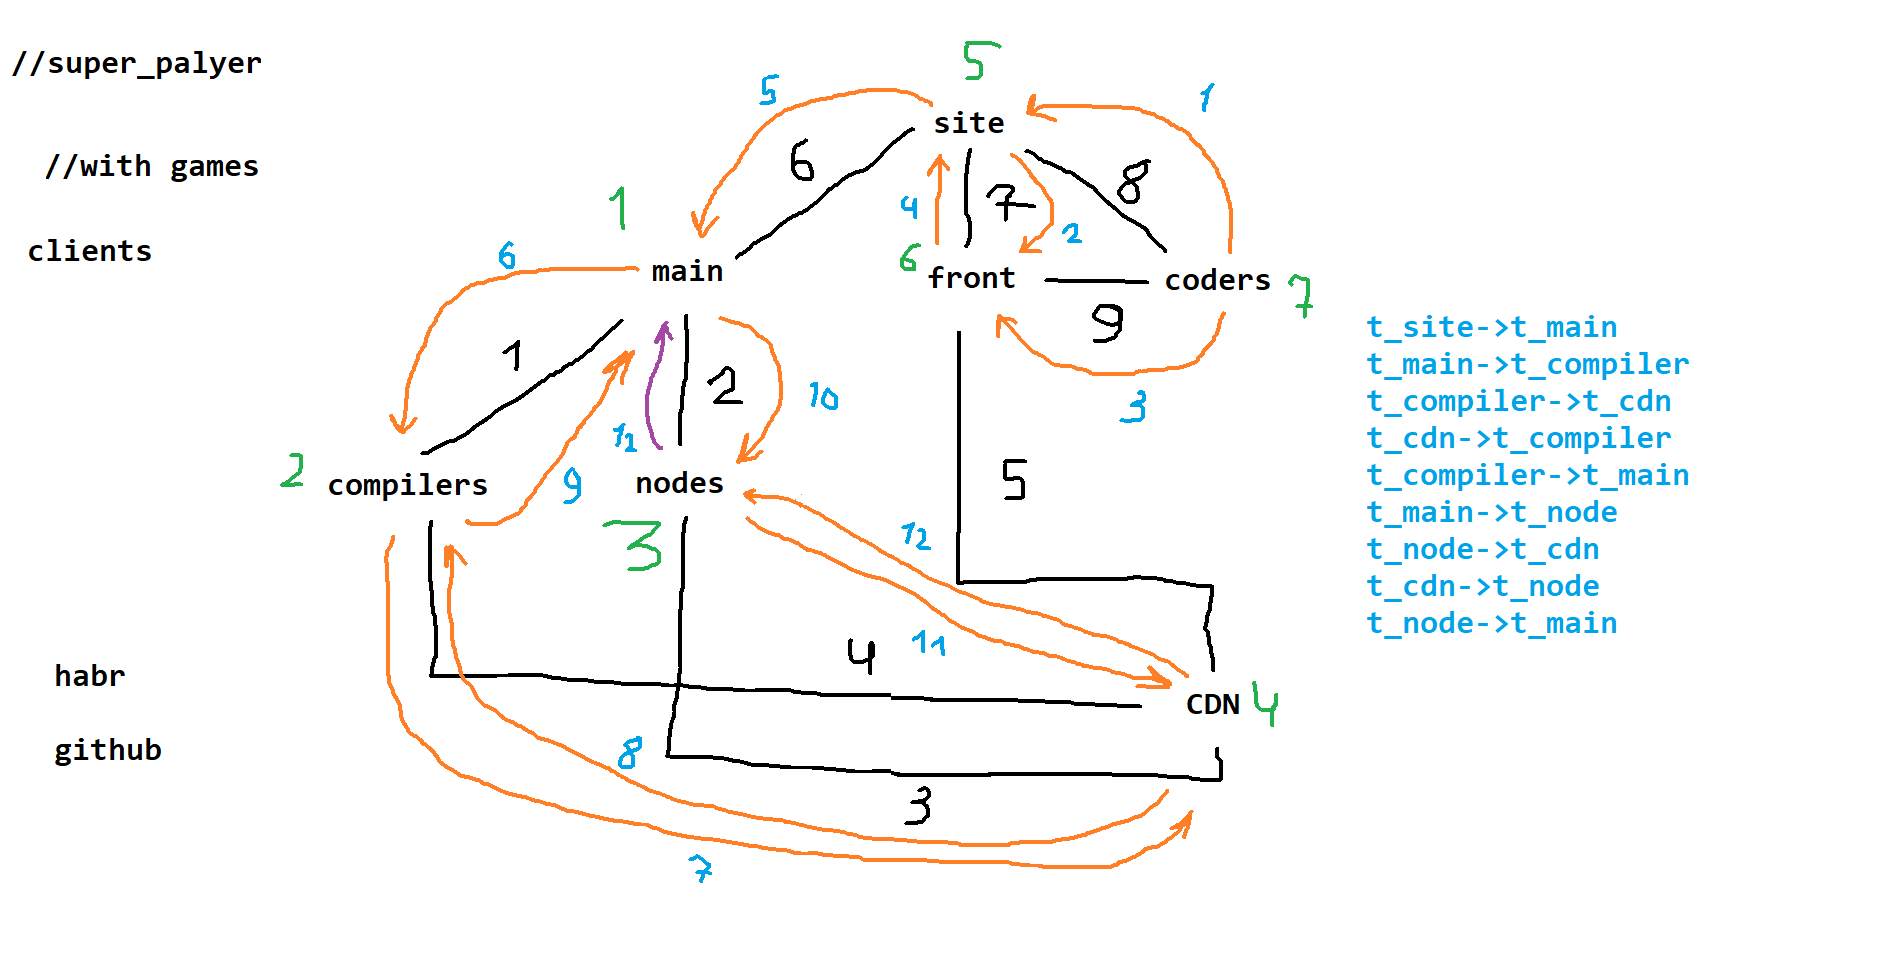 //super_palyer
//with games
clients
habr
github
5
site
5
1
6
7
8
4
2
1
main
6
6
front
coders
7
9
3
1
2
10
12
2
compilers
9
nodes
3
5
12
11
4
CDN
4
8
3
7
t_site->t_main
t_main->t_compiler
t_compiler->t_cdn
t_cdn->t_compiler
t_compiler->t_main
t_main->t_node
t_node->t_cdn
t_cdn->t_node
t_node->t_main